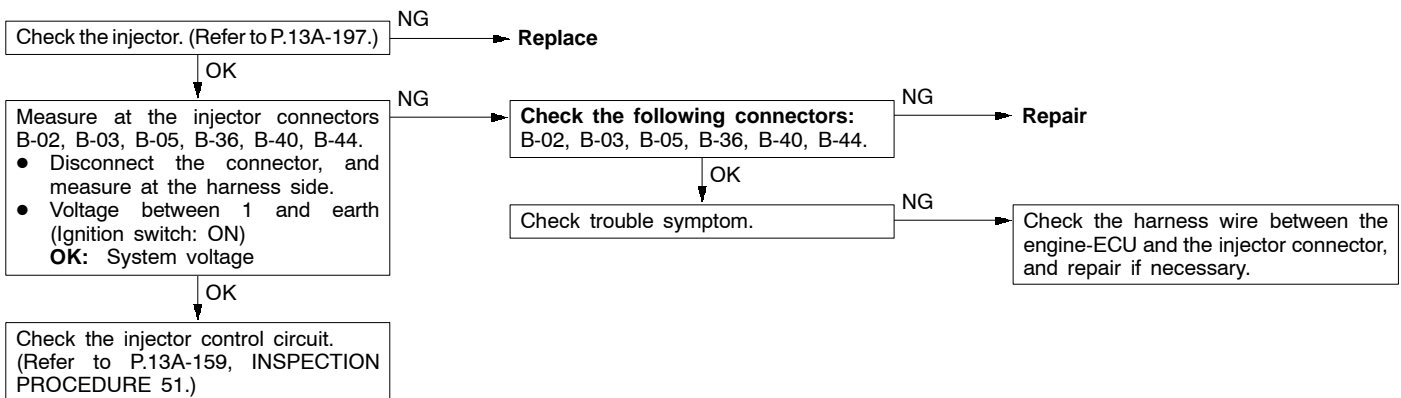 Check the injector. (Refer to P.13A-197.)
NG
Replace
OK
Measure at the injector connectors
B-02, B-03, B-05, B-36, B-40, B-44.
● Disconnect the connector, and
measure at the harness side.
● Voltage between 1 and earth
(Ignition switch: ON)
OK: System voltage
NG
Check the following connectors:
B-02, B-03, B-05, B-36, B-40, B-44.
NG
Repair
OK
Check trouble symptom.
NG
Check the harness wire between the
engine-ECU and the injector connector,
and repair if necessary.
OK
Check the injector control circuit.
(Refer to P.13A-159, INSPECTION
PROCEDURE 51.)